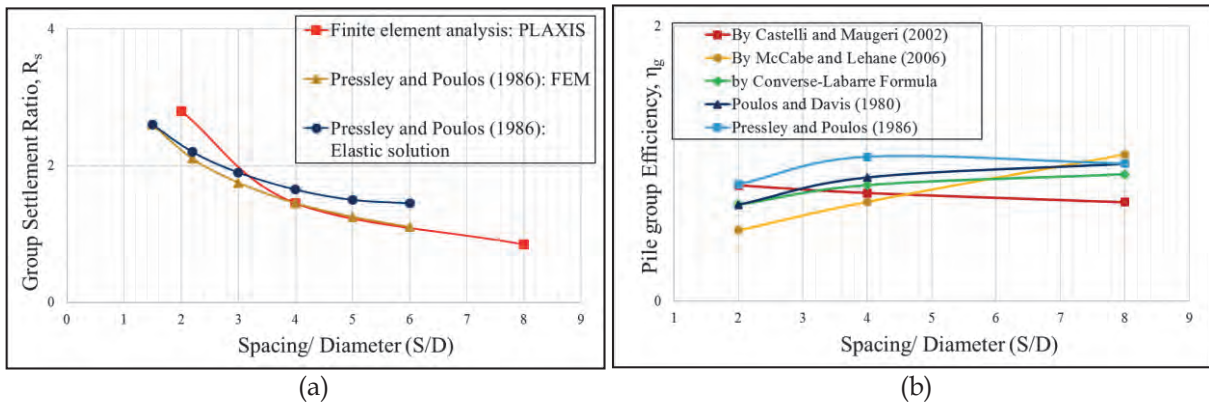 Group Settlement Ratio, Rs
4
2
0
0 1 2 3 4 5 6 7 8 9
Spacing/ Diameter (S/D)
Finite element analysis: PLAXIS
Pressley and Poulos (1986): FEM
Pressley and Poulos (1986):
Elastic solution
(a)
Pile group Efficiency, ηg
2
1
0
1 2 3 4 5 6 7 8 9
Spacing/ Diameter (S/D)
By Castelli and Maugeri (2002)
By McCabe and Lehane (2006)
by Converse-Labarre Formula
Poulos and Davis (1980)
Pressley and Poulos (1986)
(b)